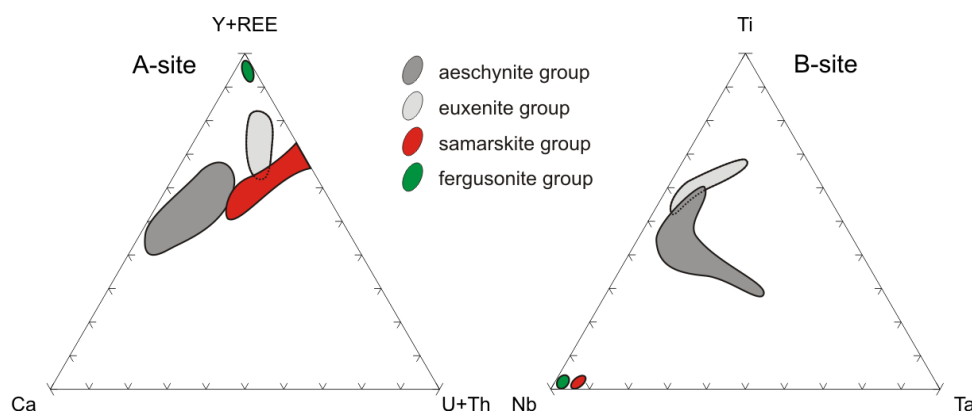 Y+REE
Ti
A-site
B-site
aeschynite group
euxenite group
samarskite group
fergusonite group
Ca
U+Th
Nb
Ta